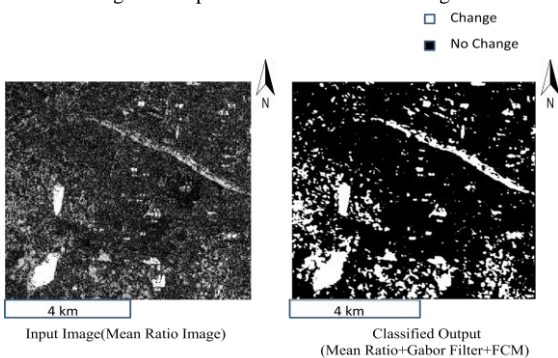 Change
No Change
N
N
4 km
4 km
Input Image(Mean Ratio Image)
Classified Output
(Mean Ratio+Gabor Filter+FCM)